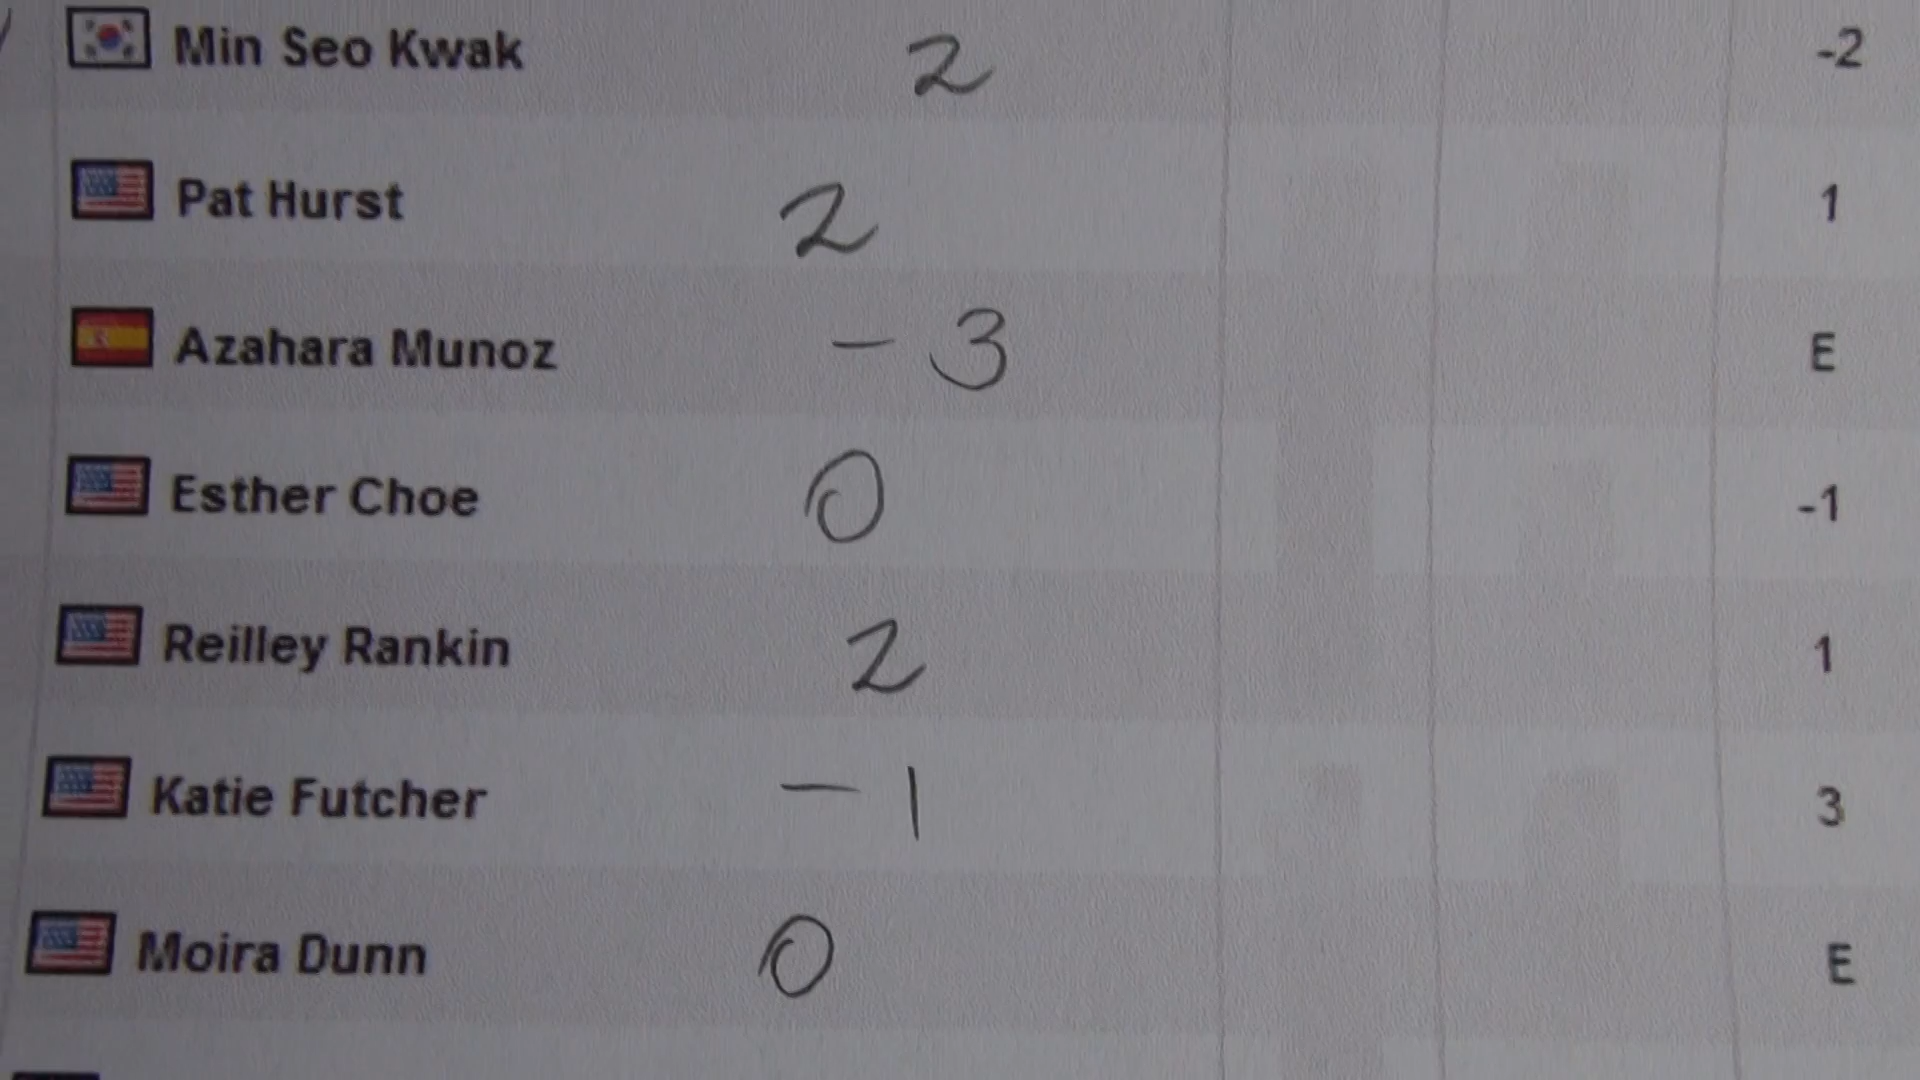 Min Seo Kwak 2 -2
Pat Hurst 2 1
Azahara Munoz - 3 E
Esther Choe 0 -1
Reilley Rankin 2 1
Katie Futcher - 1 3
Moira Dunn 0 E